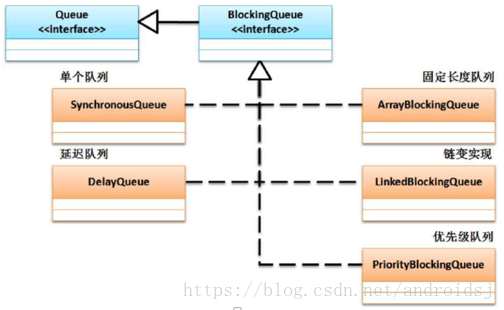 Queue
<<interface>>
BlockingQueue
<<interface>>
单个队列
固定长度队列
SynchronousQueue
ArrayBlockingQueue
延迟队列
链变实现
DelayQueue
LinkedBlockingQueue
优先级队列
PriorityBlockingQueue
https://blog.csdn.net/androidsj